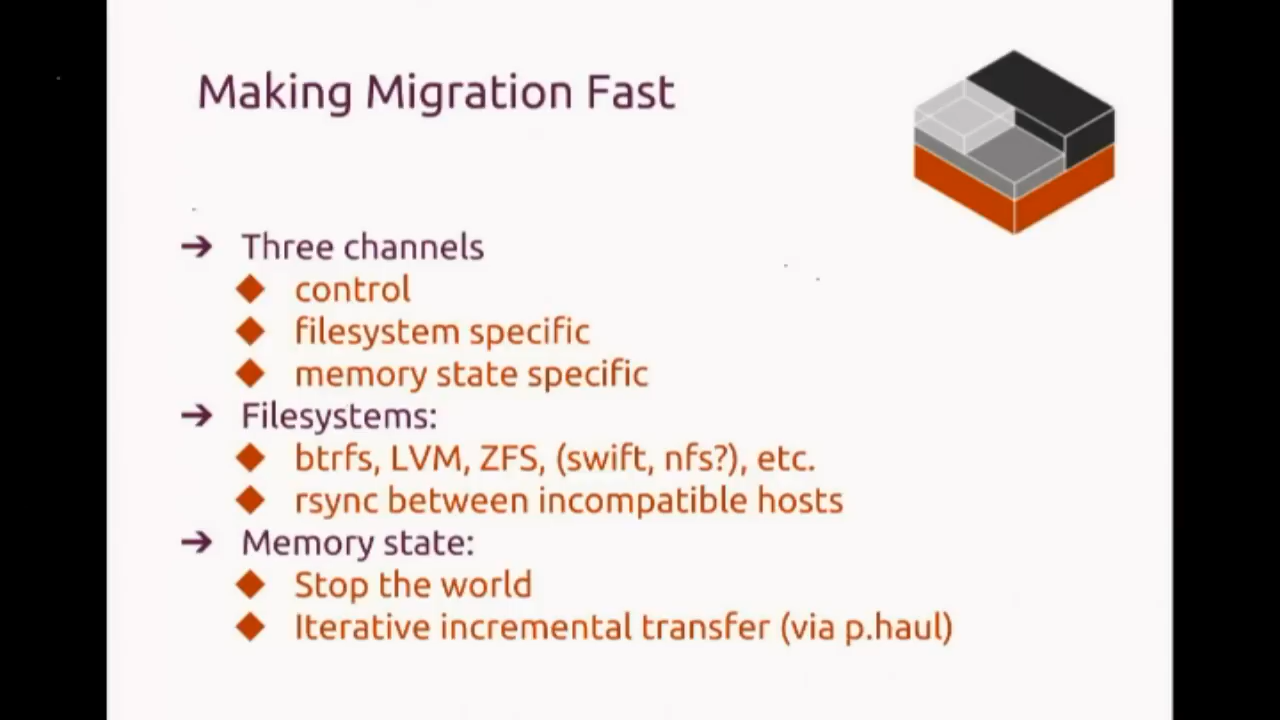 Making Migration Fast
➔ Three channels
◆ control
◆ filesystem specific
◆ memory state specific
➔ Filesystems:
◆ btrfs, LVM, ZFS, (swift, nfs?), etc.
◆ rsync between incompatible hosts
➔ Memory state:
◆ Stop the world
◆ Iterative incremental transfer (via p.haul)